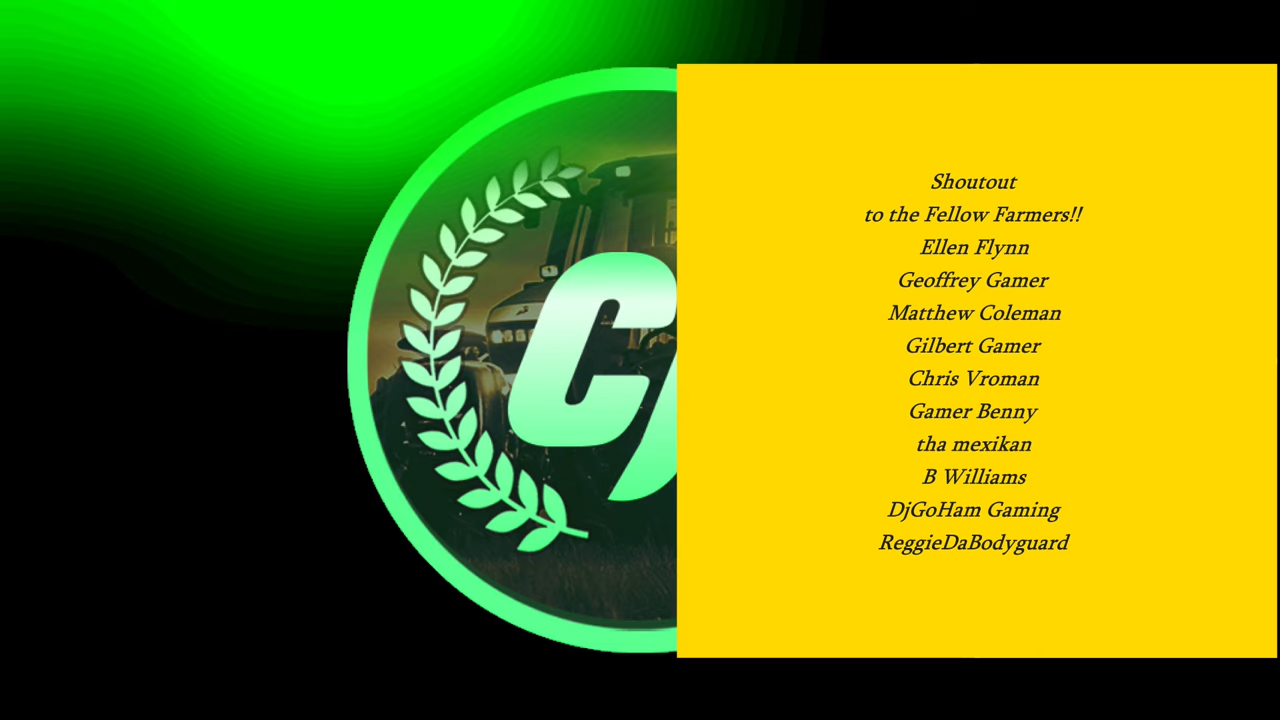 Shoutout
to the Fellow Farmers!!
Ellen Flynn
Geoffrey Gamer
Matthew Coleman
Gilbert Gamer
Chris Vroman
Gamer Benny
tha mexikan
B Williams
DjGoHam Gaming
ReggieDaBodyguard